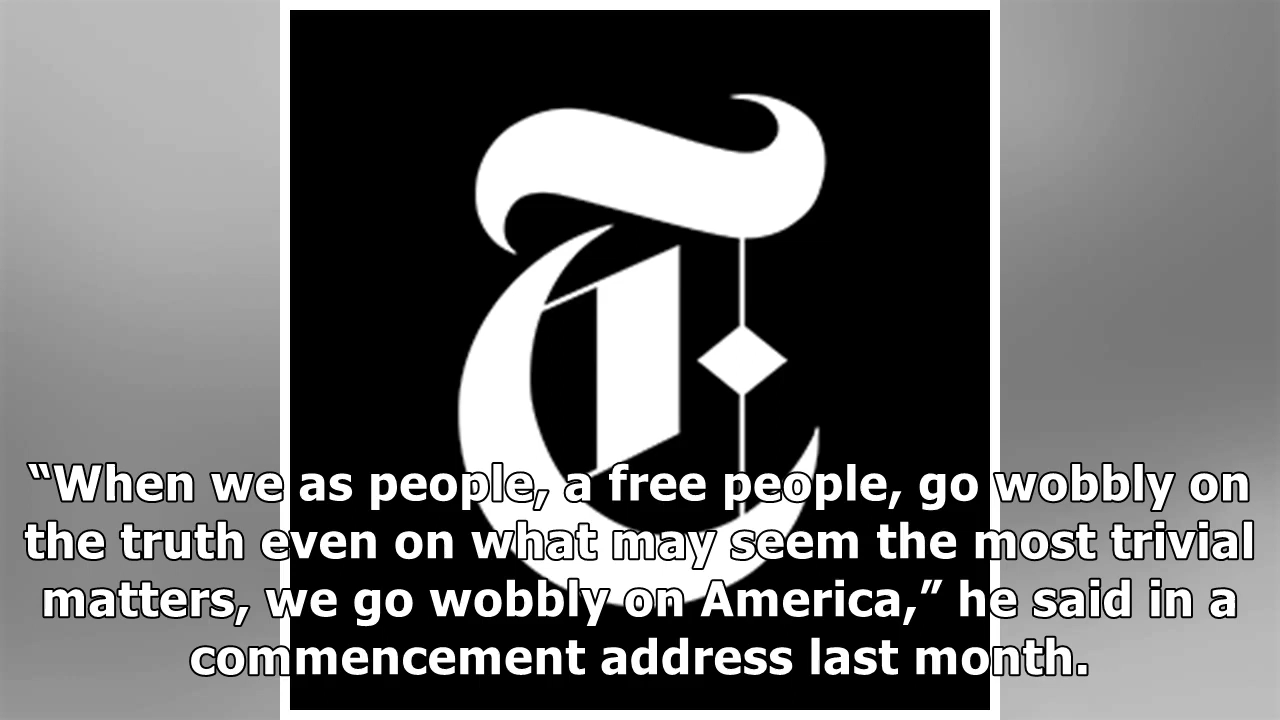 “When we as people, a free people, go wobbly on
the truth even on what may seem the most trivial
matters, we go wobbly on America,” he said in a
commencement address last month.